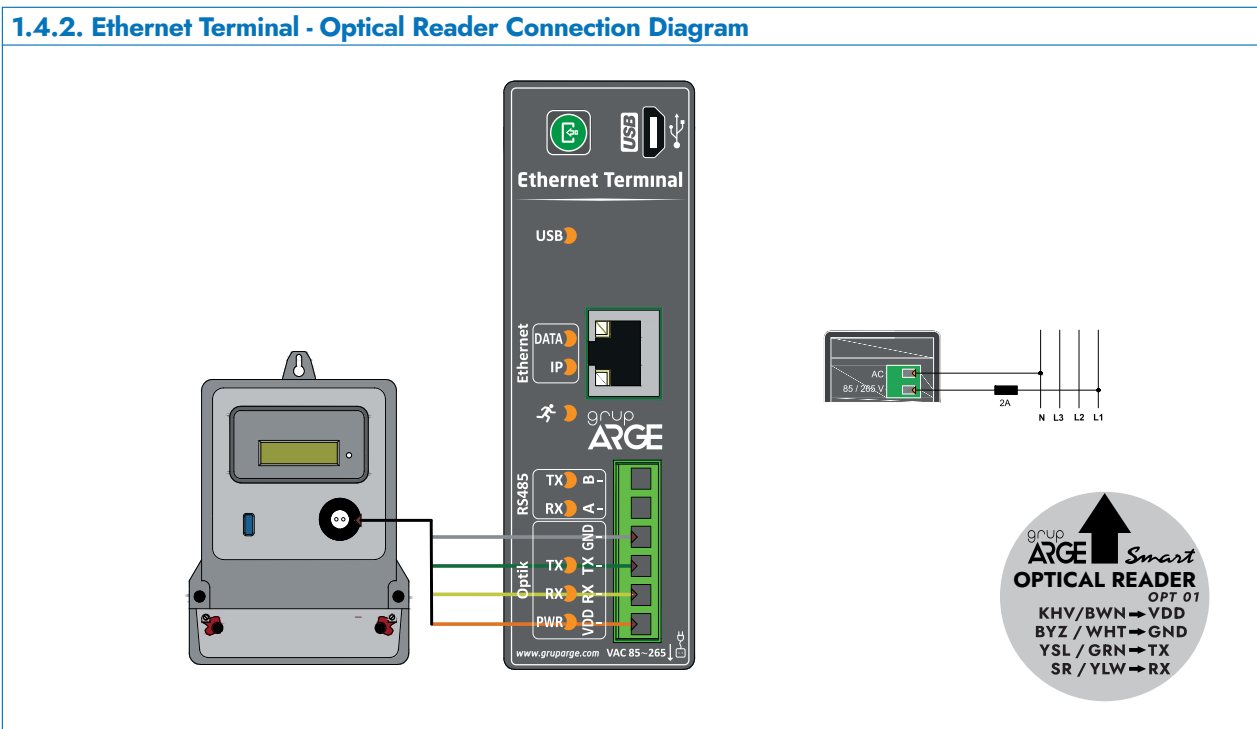 1.4.2. Ethernet Terminal - Optical Reader Connection Diagram
USB
Ethernet Termınal
USB
Ethernet
DATA
IP
grup
ARGE
RS485
TX B -
RX A -
Optik
GND -
TX TX -
RX RX -
PWR VDD -
www.gruparge.com VAC 85~265
AC
85 / 265 V
2A
N L3 L2 L1
grup
ARGE Smart
OPTICAL READER
OPT 01
KHV/BWN→VDD
BYZ / WHT→GND
YSL / GRN→TX
SR / YLW→RX